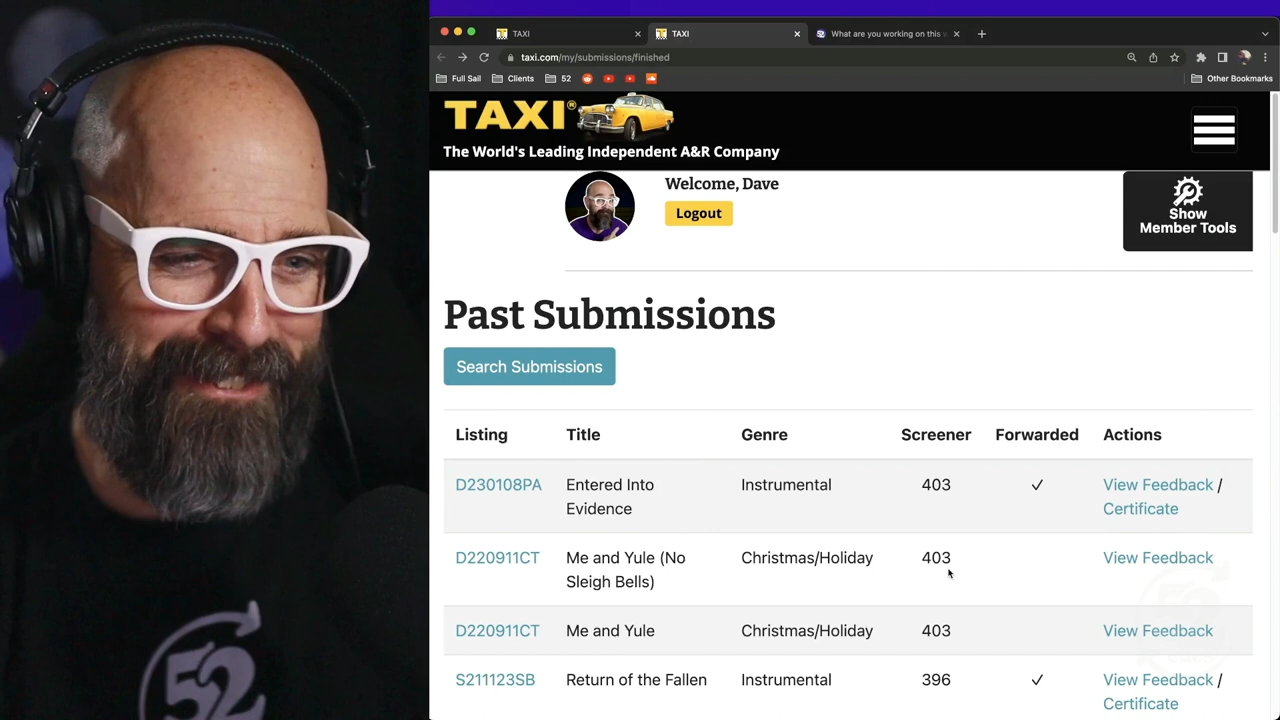 TAXI
TAXI
What are you working on this
taxi.com/my/submissions/finished
Full Sail
Clients
52
Other Bookmarks
TAXI®
The World's Leading Independent A&R Company
Welcome, Dave
Logout
Show
Member Tools
Past Submissions
Search Submissions
Listing Title Genre Screener Forwarded Actions
D230108PA Entered Into Instrumental 403 ✓ View Feedback /
Evidence Certificate
D220911CT Me and Yule (No Christmas/Holiday 403 View Feedback
Sleigh Bells)
D220911CT Me and Yule Christmas/Holiday 403 View Feedback
S211123SB Return of the Fallen Instrumental 396 ✓ View Feedback /
Certificate
52
52